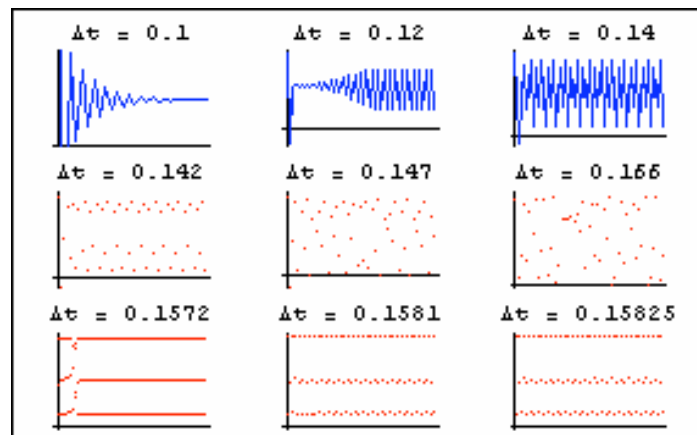 Δt = 0.1
Δt = 0.12
Δt = 0.14
Δt = 0.142
Δt = 0.147
Δt = 0.166
Δt = 0.1572
Δt = 0.1581
Δt = 0.15825